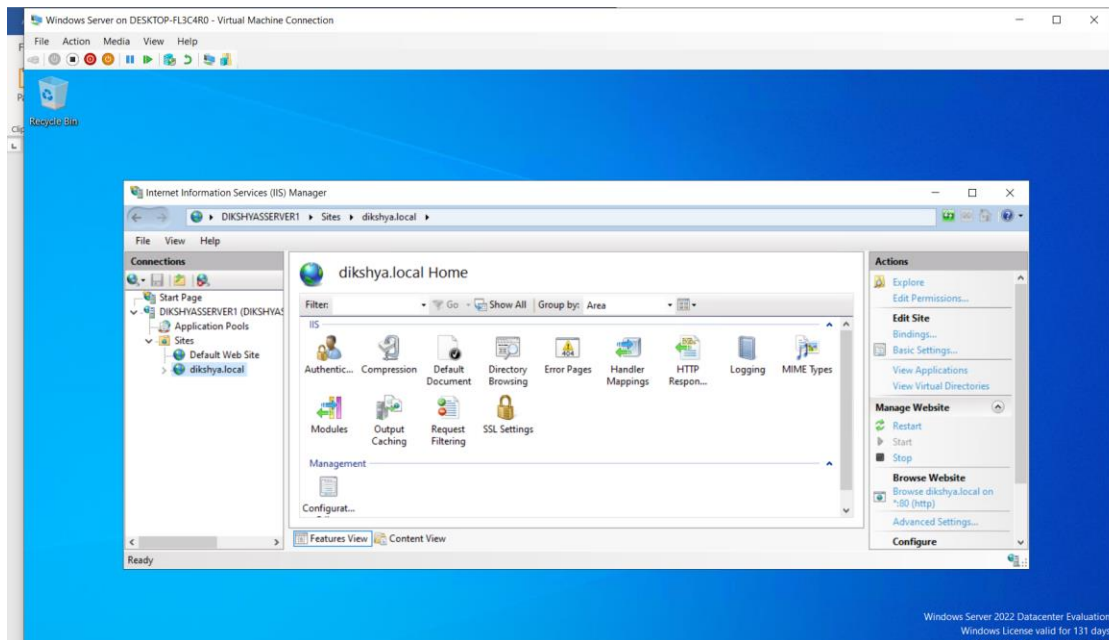 Windows Server on DESKTOP-FL3C4R0 - Virtual Machine Connection
File Action Media View Help
Recycle Bin
Internet Information Services (IIS) Manager
DIKSHYASSERVER1 Sites dikshya.local
File View Help
Connections
Start Page
DIKSHYASSERVER1 (DIKSHYAS
Application Pools
Sites
Default Web Site
dikshya.local
dikshya.local Home
Filter: Go Show All Group by: Area
IIS
Authentic... Compression Default Document Directory Browsing Error Pages Handler Mappings HTTP Respon... Logging MIME Types
Modules Output Caching Request Filtering SSL Settings
Management
Configurat...
Features View Content View
Actions
Explore
Edit Permissions...
Edit Site
Bindings...
Basic Settings...
View Applications
View Virtual Directories
Manage Website
Restart
Start
Stop
Browse Website
Browse dikshya.local on
*:80 (http)
Advanced Settings...
Configure
Ready
Windows Server 2022 Datacenter Evaluation
Windows License valid for 131 days